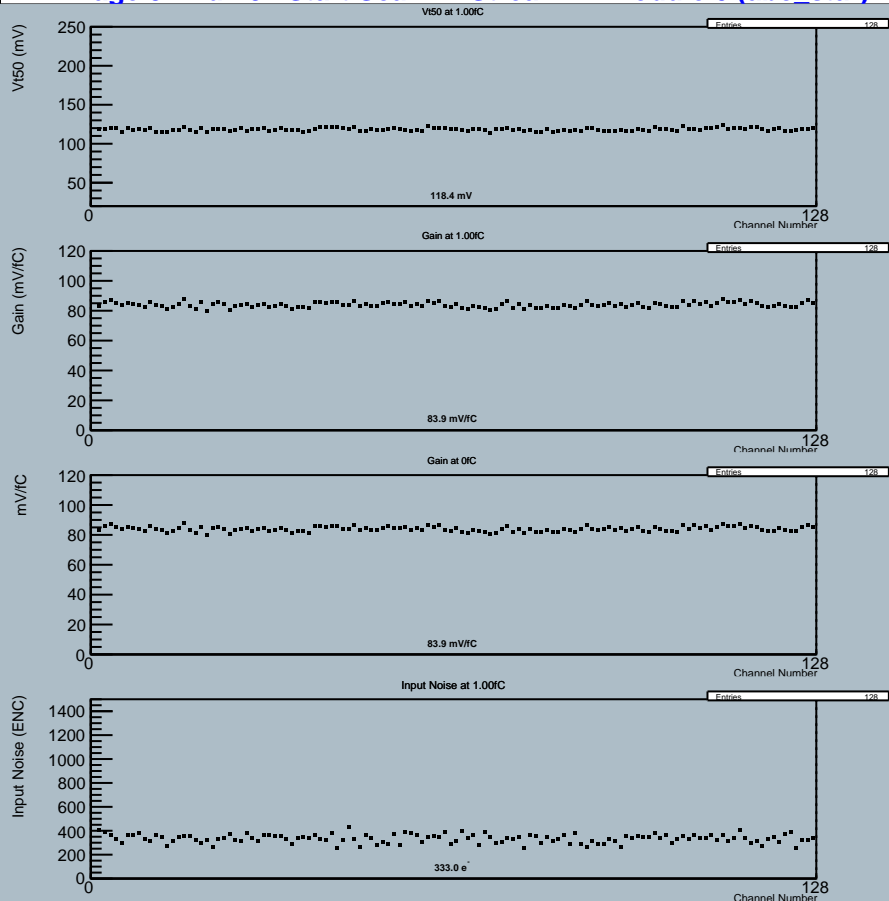 Vt50 at 1.00fC
Entries 128
Vt50 (mV)
250
200
150
100
50
118.4 mV
0
128
Channel Number
Gain at 1.00fC
Entries 128
Gain (mV/fC)
120
100
80
60
40
20
0
83.9 mV/fC
0
128
Channel Number
Gain at 0fC
Entries 128
mV/fC
120
100
80
60
40
20
0
83.9 mV/fC
0
128
Channel Number
Input Noise at 1.00fC
Entries 128
Input Noise (ENC)
1400
1200
1000
800
600
400
200
0
333.0 e⁻
0
128
Channel Number